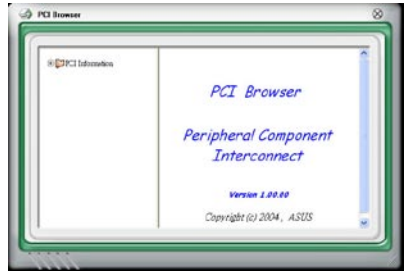 PCI Browser
PCI Information
PCI Browser
Peripheral Component
Interconnect
Version 1.00.00
Copyright (c) 2004, ASUS